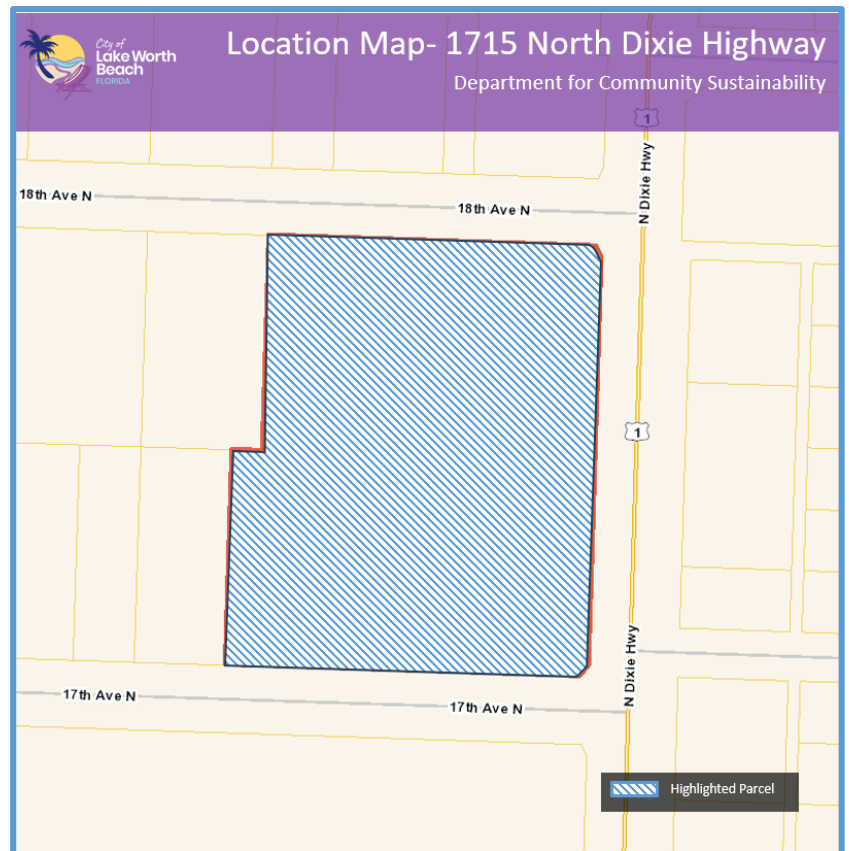 City of
Lake Worth
Beach
FLORIDA
Location Map- 1715 North Dixie Highway
Department for Community Sustainability
1
N Dixie Hwy
18th Ave N
18th Ave N
1
N Dixie Hwy
17th Ave N
17th Ave N
Highlighted Parcel